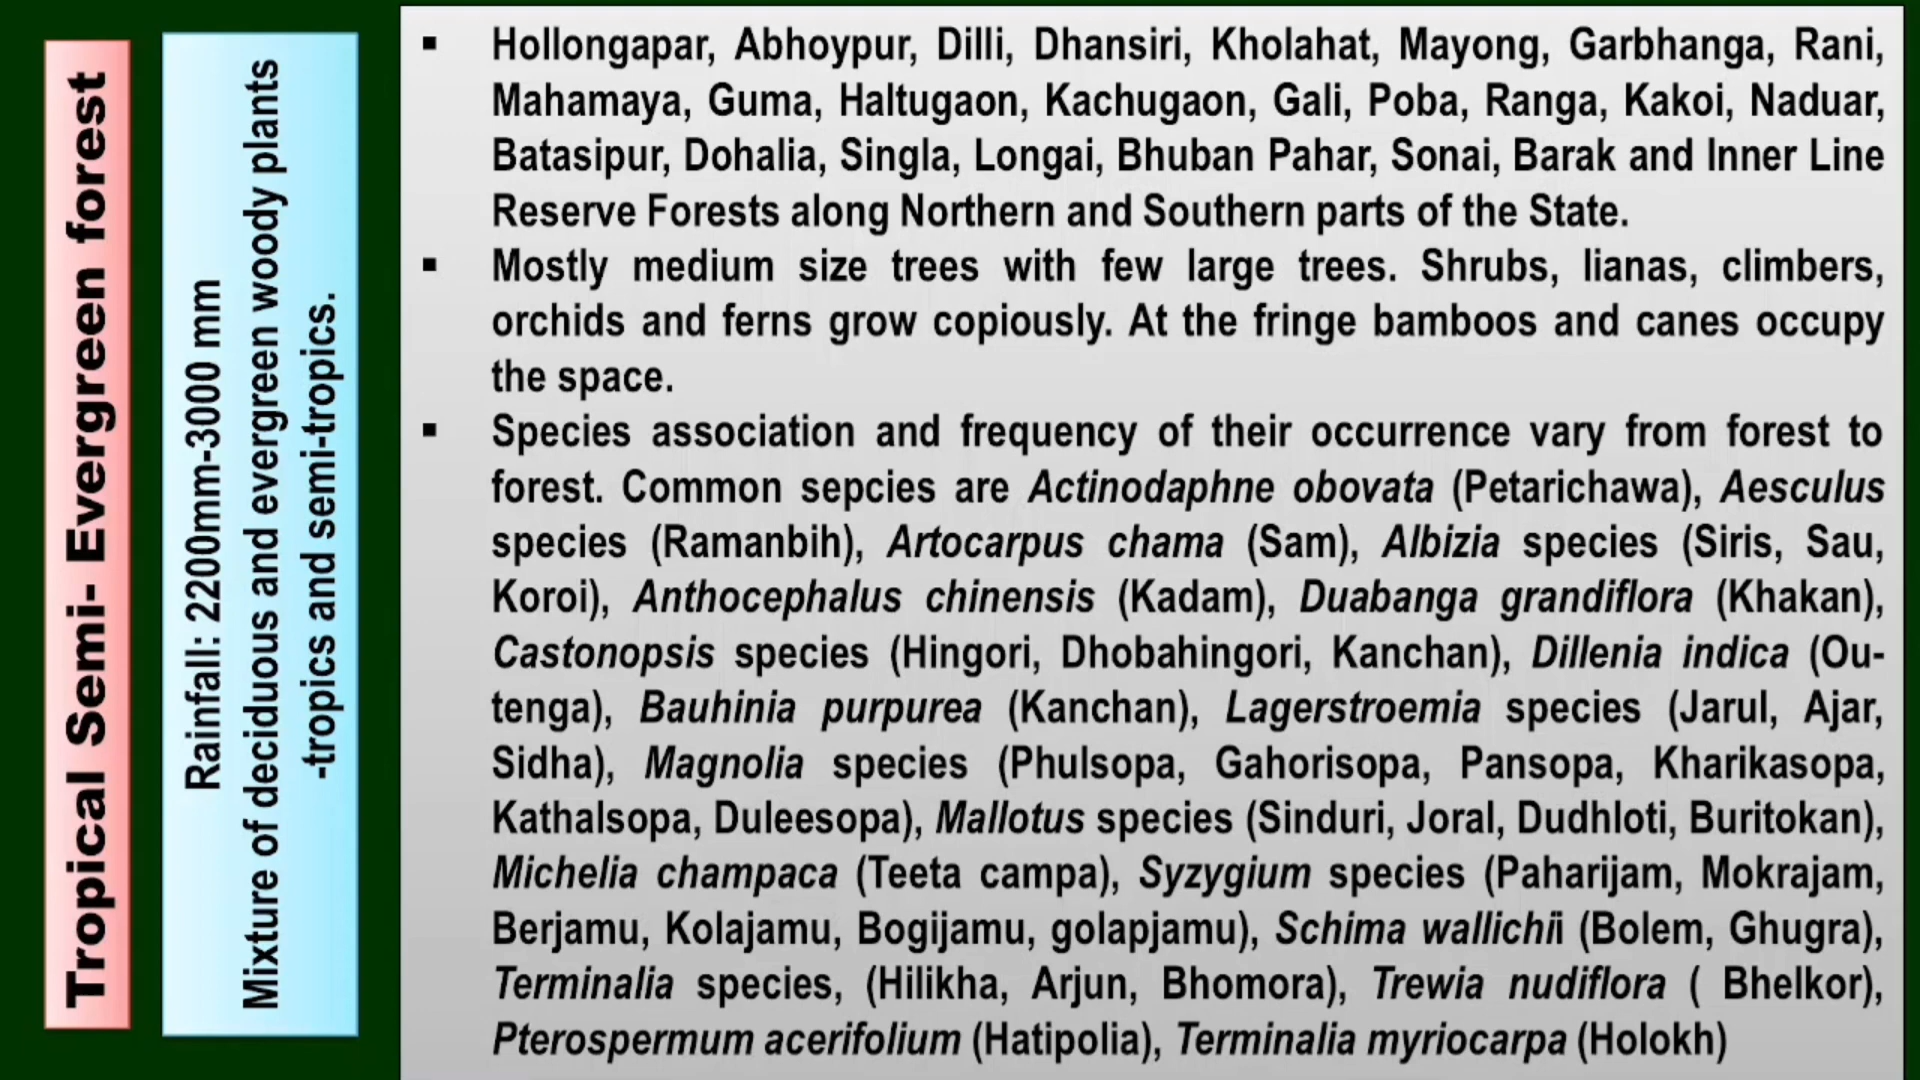 Tropical Semi- Evergreen forest
Rainfall: 2200mm-3000 mm
Mixture of deciduous and evergreen woody plants
-tropics and semi-tropics.
▪ Hollongapar, Abhoypur, Dilli, Dhansiri, Kholahat, Mayong, Garbhanga, Rani,
Mahamaya, Guma, Haltugaon, Kachugaon, Gali, Poba, Ranga, Kakoi, Naduar,
Batasipur, Dohalia, Singla, Longai, Bhuban Pahar, Sonai, Barak and Inner Line
Reserve Forests along Northern and Southern parts of the State.
▪ Mostly medium size trees with few large trees. Shrubs, lianas, climbers,
orchids and ferns grow copiously. At the fringe bamboos and canes occupy
the space.
▪ Species association and frequency of their occurrence vary from forest to
forest. Common sepcies are Actinodaphne obovata (Petarichawa), Aesculus
species (Ramanbih), Artocarpus chama (Sam), Albizia species (Siris, Sau,
Koroi), Anthocephalus chinensis (Kadam), Duabanga grandiflora (Khakan),
Castonopsis species (Hingori, Dhobahingori, Kanchan), Dillenia indica (Ou-
tenga), Bauhinia purpurea (Kanchan), Lagerstroemia species (Jarul, Ajar,
Sidha), Magnolia species (Phulsopa, Gahorisopa, Pansopa, Kharikasopa,
Kathalsopa, Duleesopa), Mallotus species (Sinduri, Joral, Dudhloti, Buritokan),
Michelia champaca (Teeta campa), Syzygium species (Paharijam, Mokrajam,
Berjamu, Kolajamu, Bogijamu, golapjamu), Schima wallichii (Bolem, Ghugra),
Terminalia species, (Hilikha, Arjun, Bhomora), Trewia nudiflora ( Bhelkor),
Pterospermum acerifolium (Hatipolia), Terminalia myriocarpa (Holokh)